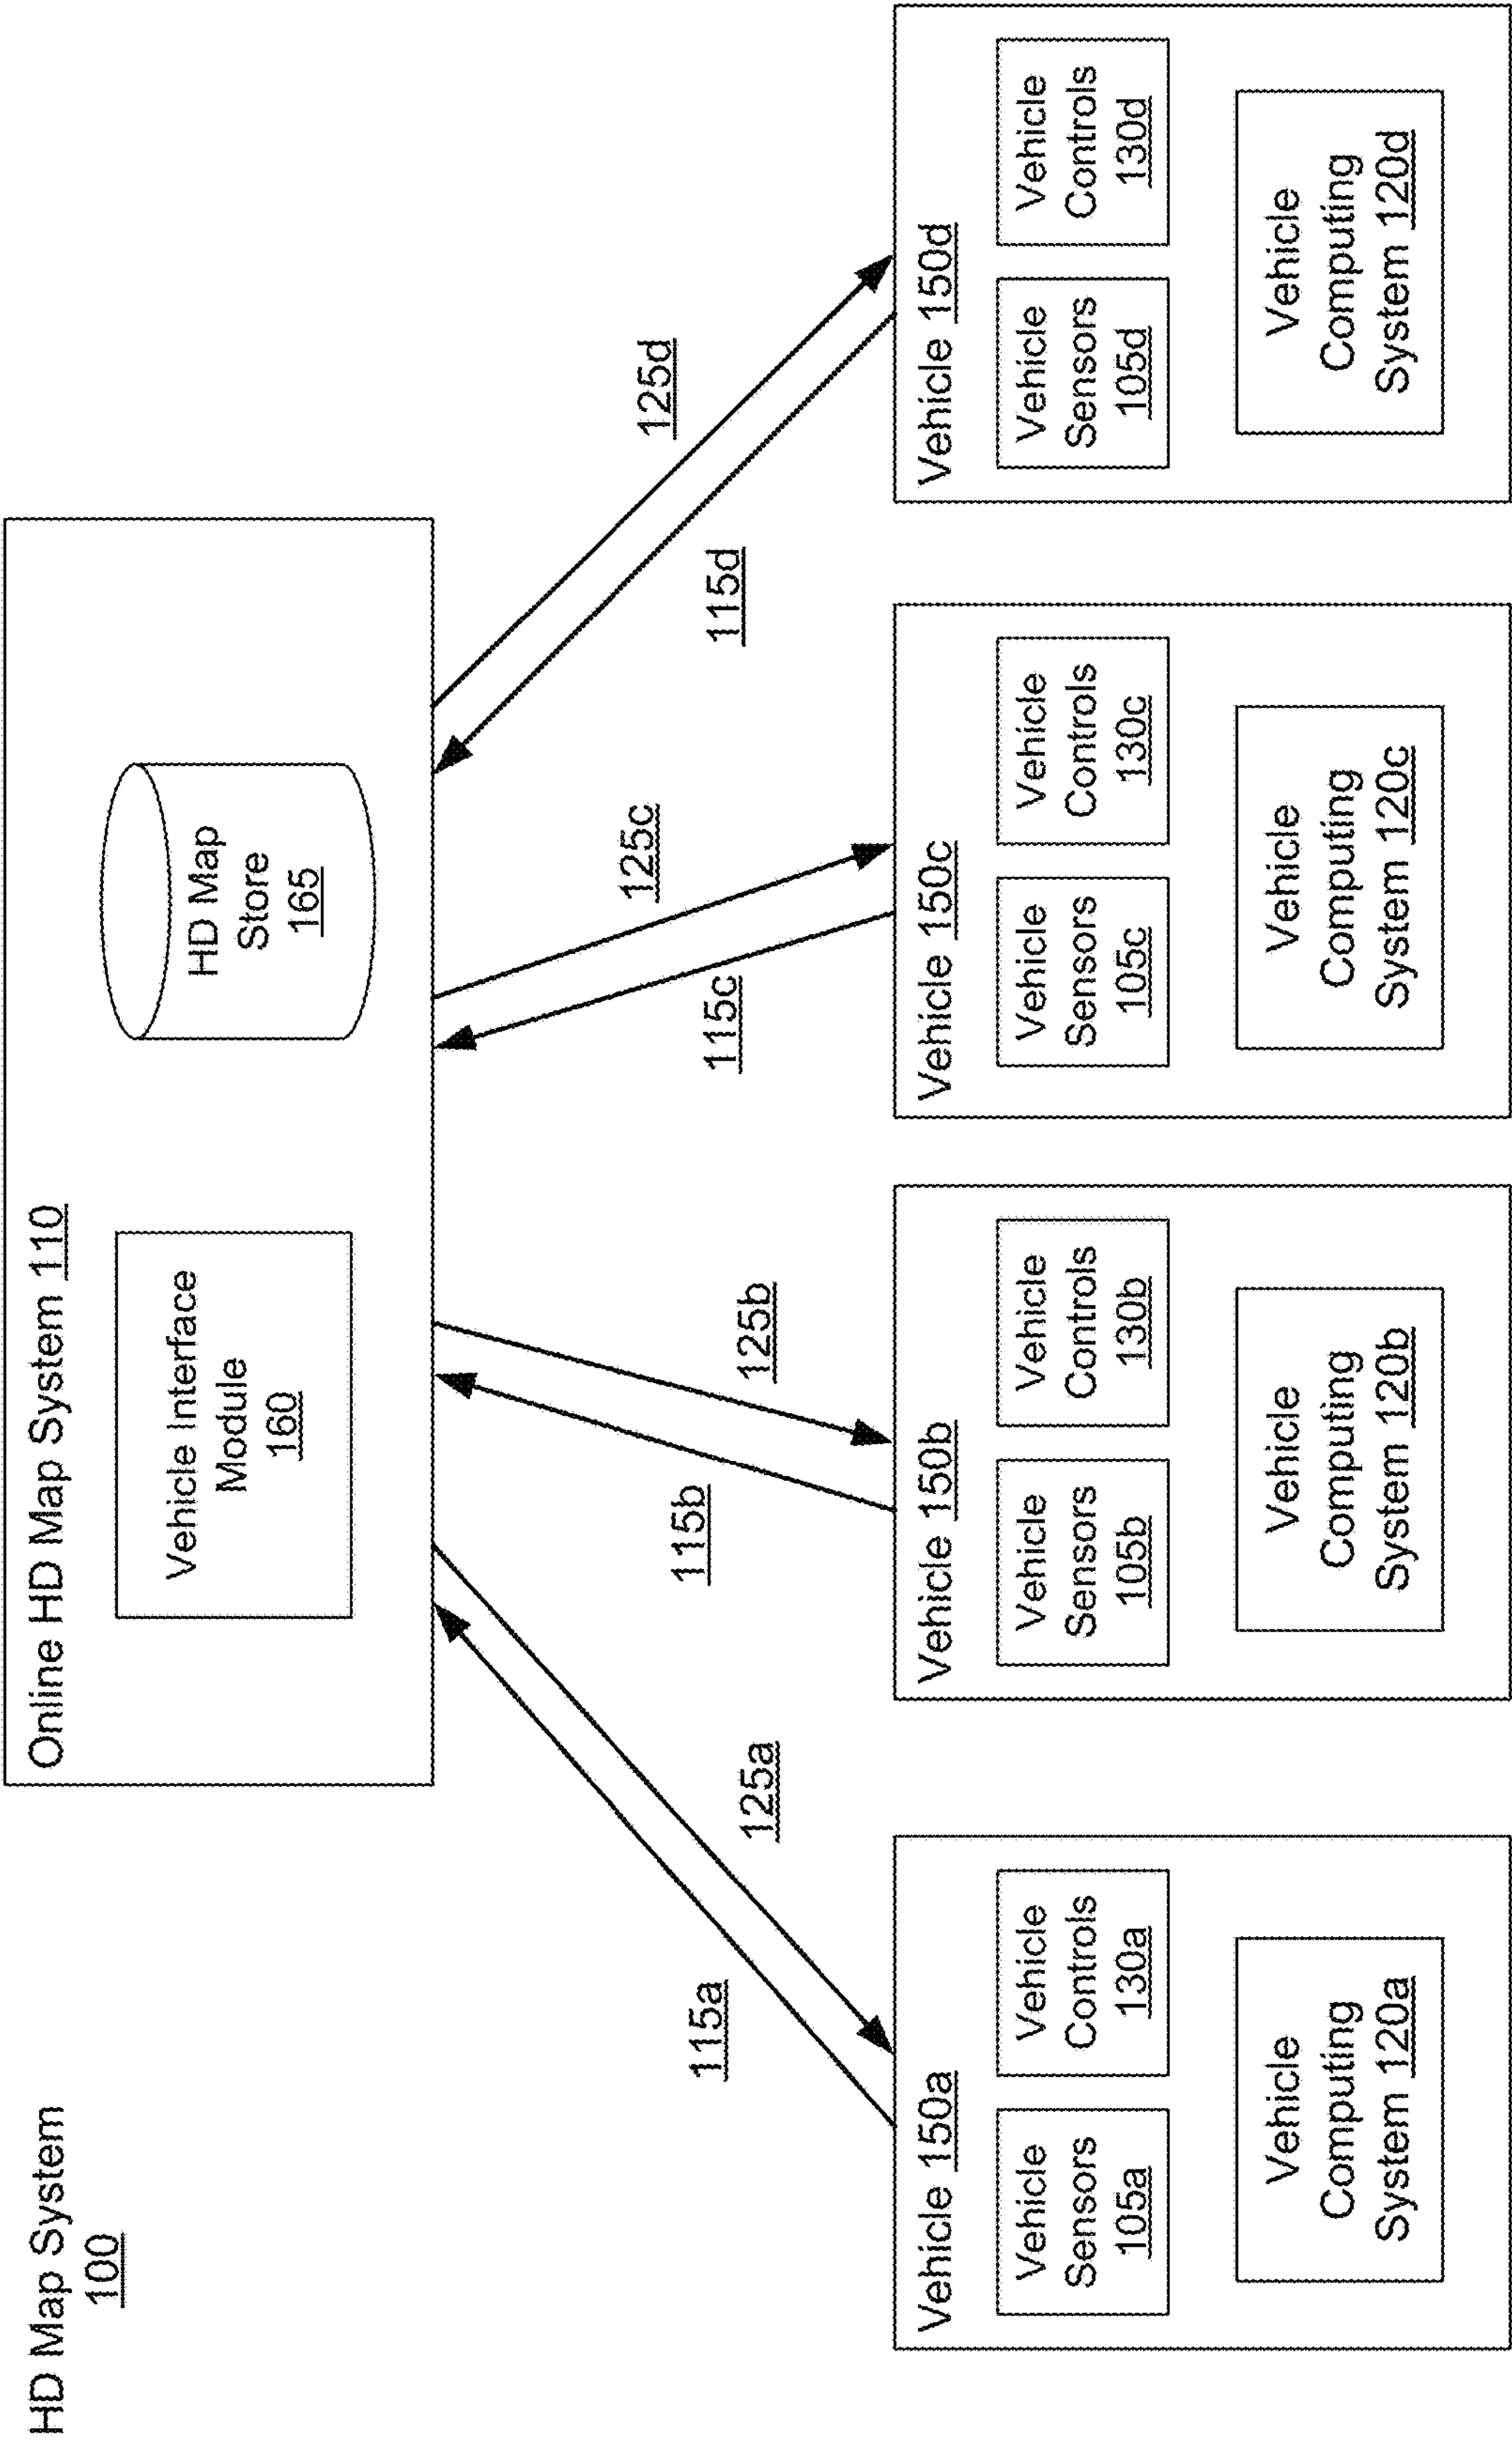 HD Map System
100
Online HD Map System 110
Vehicle Interface
Module
160
HD Map
Store
165
115a
125a
115b
125b
115c
125c
115d
125d
Vehicle 150a
Vehicle
Sensors
105a
Vehicle
Controls
130a
Vehicle
Computing
System 120a
Vehicle 150b
Vehicle
Sensors
105b
Vehicle
Controls
130b
Vehicle
Computing
System 120b
Vehicle 150c
Vehicle
Sensors
105c
Vehicle
Controls
130c
Vehicle
Computing
System 120c
Vehicle 150d
Vehicle
Sensors
105d
Vehicle
Controls
130d
Vehicle
Computing
System 120d